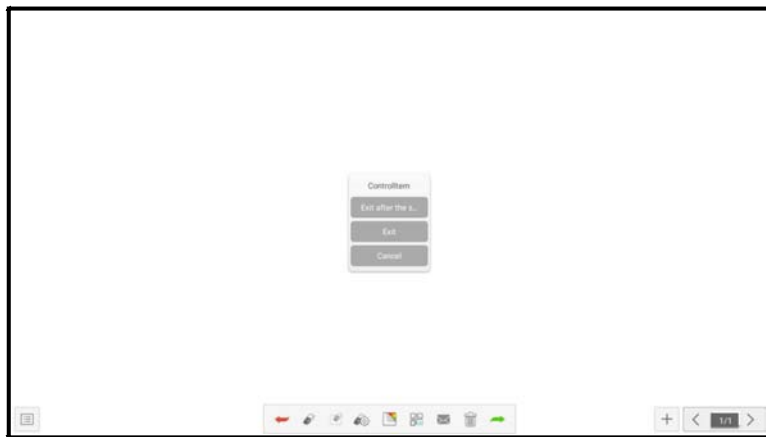 ControlItem
Exit after the s...
Exit
Cancel
1/1